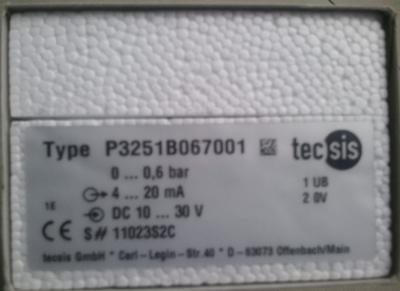 Type P3251B067001 tecsis
0 ... 0,6 bar
4 ... 20 mA 1 UB
1E DC 10 ... 30 V 2 0V
CE S# 11023S2C
tecsis GmbH * Carl-Legin-Str.40 * D-63073 Offenbach/Main